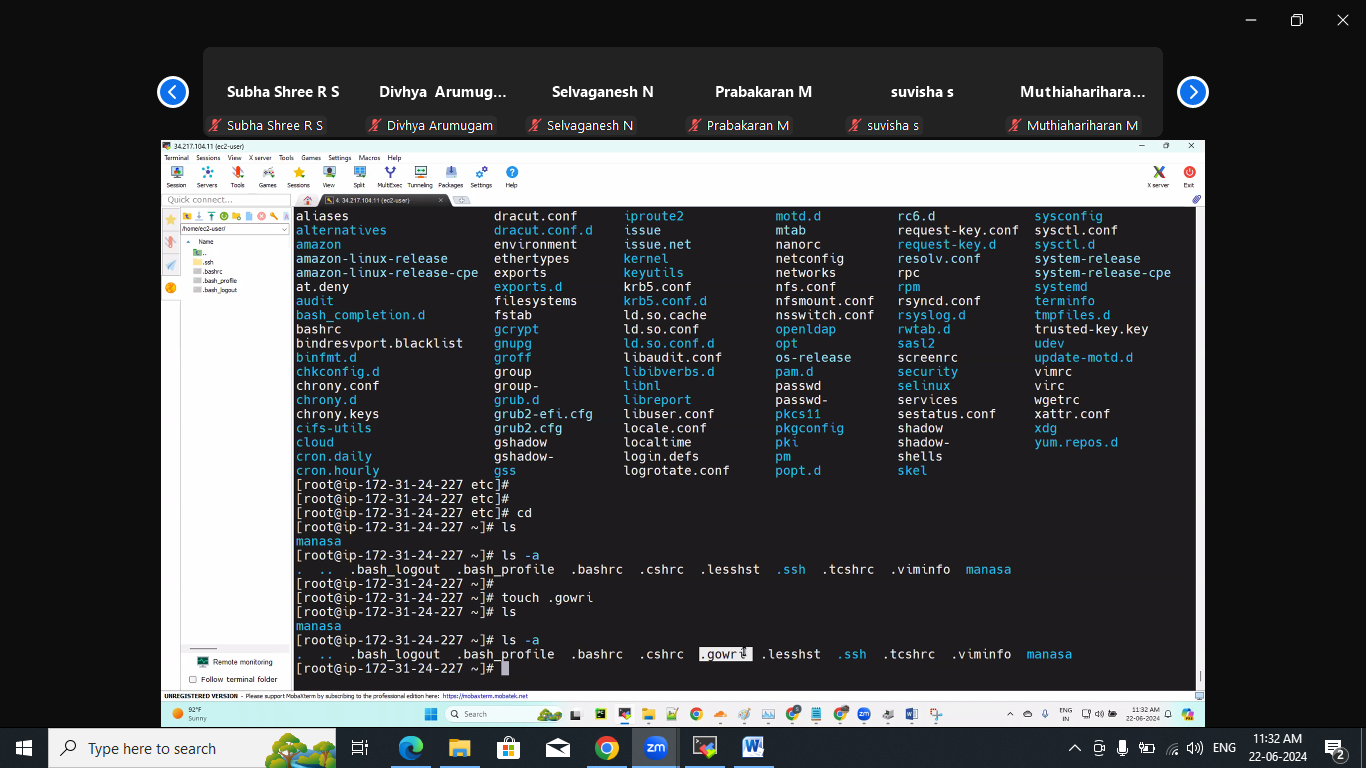 Subha Shree R S Divhya Arumug... Selvaganesh N Prabakaran M suvisha s Muthiaharihara...
Subha Shree R S Divhya Arumugam Selvaganesh N Prabakaran M suvisha s Muthiahariharan M
34.217.104.11 (ec2-user)
Terminal Sessions View X server Tools Games Settings Macros Help
Session Servers Tools Games Sessions View Split MultiExec Tunneling Packages Settings Help X server Exit
Quick connect... 4. 34.217.104.11 (ec2-user)
/home/ec2-user/
Name
..
.ssh
.bashrc
.bash_profile
.bash_logout
Remote monitoring
Follow terminal folder
aliases dracut.conf iproute2 motd.d rc6.d sysconfig
alternatives dracut.conf.d issue mtab request-key.conf sysctl.conf
amazon environment issue.net nanorc request-key.d sysctl.d
amazon-linux-release ethertypes kernel netconfig resolv.conf system-release
amazon-linux-release-cpe exports keyutils networks rpc system-release-cpe
at.deny exports.d krb5.conf nfs.conf rpm systemd
audit filesystems krb5.conf.d nfsmount.conf rsyncd.conf terminfo
bash_completion.d fstab ld.so.cache nsswitch.conf rsyslog.d tmpfiles.d
bashrc gcrypt ld.so.conf openldap rwtab.d trusted-key.key
bindresvport.blacklist gnupg ld.so.conf.d opt sasl2 udev
binfmt.d groff libaudit.conf os-release screenrc update-motd.d
chkconfig.d group libibverbs.d pam.d security vimrc
chrony.conf group- libnl passwd selinux virc
chrony.d grub.d libreport passwd- services wgetrc
chrony.keys grub2-efi.cfg libuser.conf pkcs11 sestatus.conf xattr.conf
cifs-utils grub2.cfg locale.conf pkgconfig shadow xdg
cloud gshadow localtime pki shadow- yum.repos.d
cron.daily gshadow- login.defs pm shells
cron.hourly gss logrotate.conf popt.d skel
[root@ip-172-31-24-227 etc]#
[root@ip-172-31-24-227 etc]#
[root@ip-172-31-24-227 etc]# cd
[root@ip-172-31-24-227 ~]# ls
manasa
[root@ip-172-31-24-227 ~]# ls -a
. .. .bash_logout .bash_profile .bashrc .cshrc .lesshst .ssh .tcshrc .viminfo manasa
[root@ip-172-31-24-227 ~]#
[root@ip-172-31-24-227 ~]# touch .gowri
[root@ip-172-31-24-227 ~]# ls
manasa
[root@ip-172-31-24-227 ~]# ls -a
. .. .bash_logout .bash_profile .bashrc .cshrc .gowri .lesshst .ssh .tcshrc .viminfo manasa
[root@ip-172-31-24-227 ~]#
UNREGISTERED VERSION - Please support MobaXterm by subscribing to the professional edition here: https://mobaxterm.mobatek.net
92°F
Sunny
Search
ENG
IN
11:32 AM
22-06-2024
Type here to search
zm
ENG
11:32 AM
22-06-2024
2